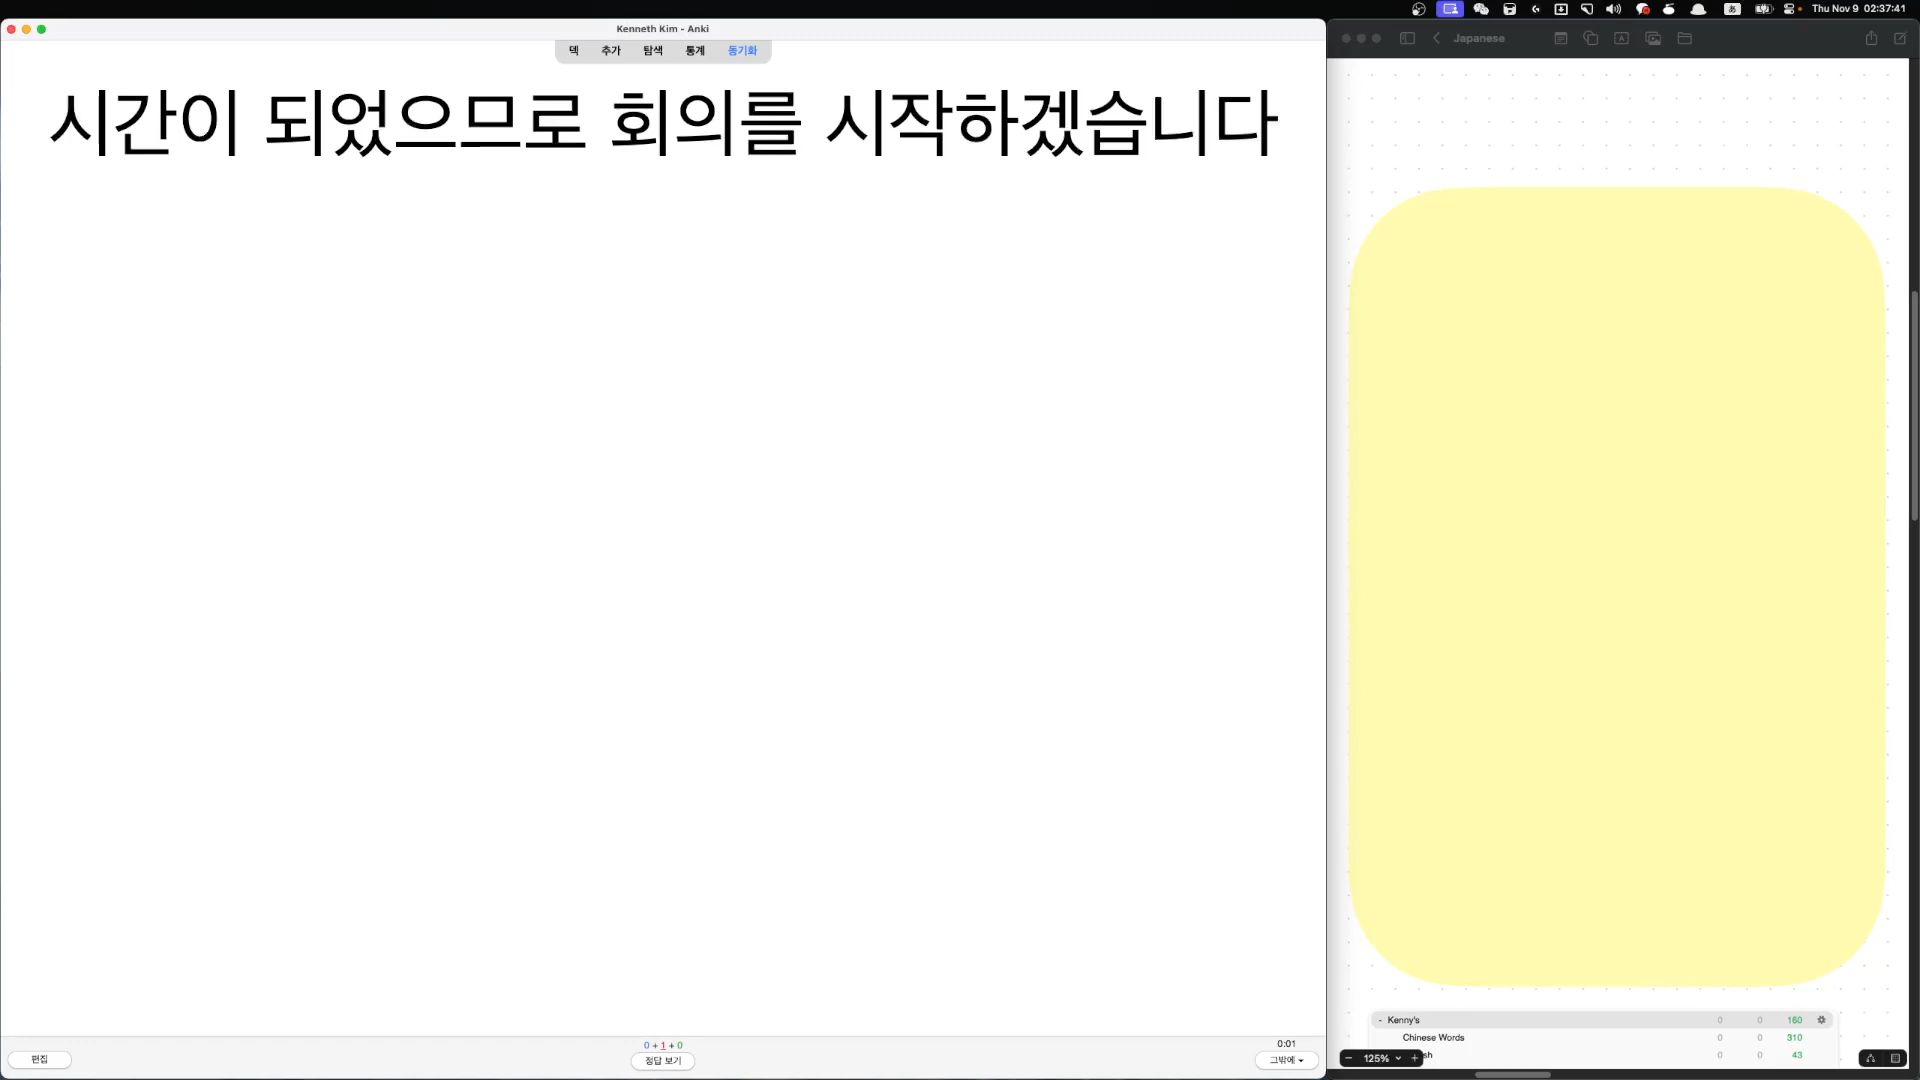 Thu Nov 9 02:37:41
Kenneth Kim - Anki
덱 추가 탐색 통계 동기화
Japanese
시간이 되었으므로 회의를 시작하겠습니다
- Kenny's 0 0 160
Chinese Words 0 0 310
0 0 43
편집
0 + 1 + 0
정답 보기
0:01
그밖에
− 125% +